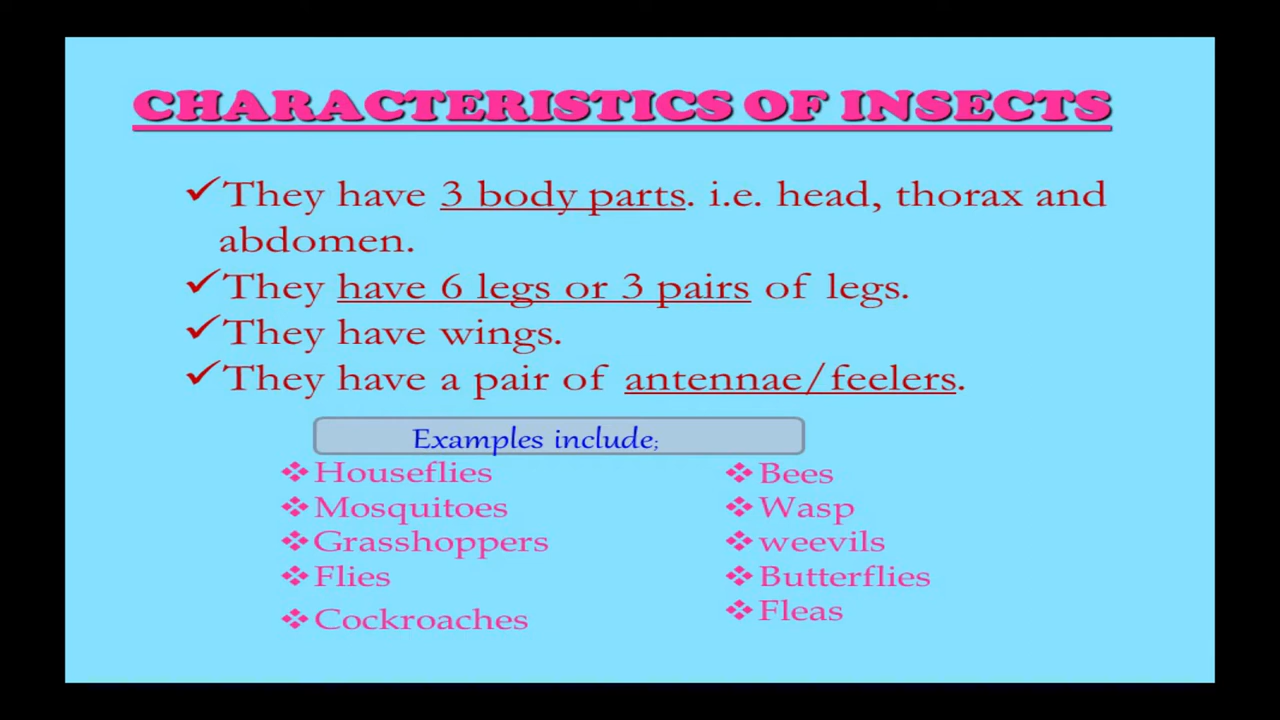 CHARACTERISTICS OF INSECTS
✓They have 3 body parts. i.e. head, thorax and
abdomen.
✓They have 6 legs or 3 pairs of legs.
✓They have wings.
✓They have a pair of antennae/feelers.
Examples include;
❖Houseflies
❖Mosquitoes
❖Grasshoppers
❖Flies
❖Cockroaches
❖Bees
❖Wasp
❖weevils
❖Butterflies
❖Fleas